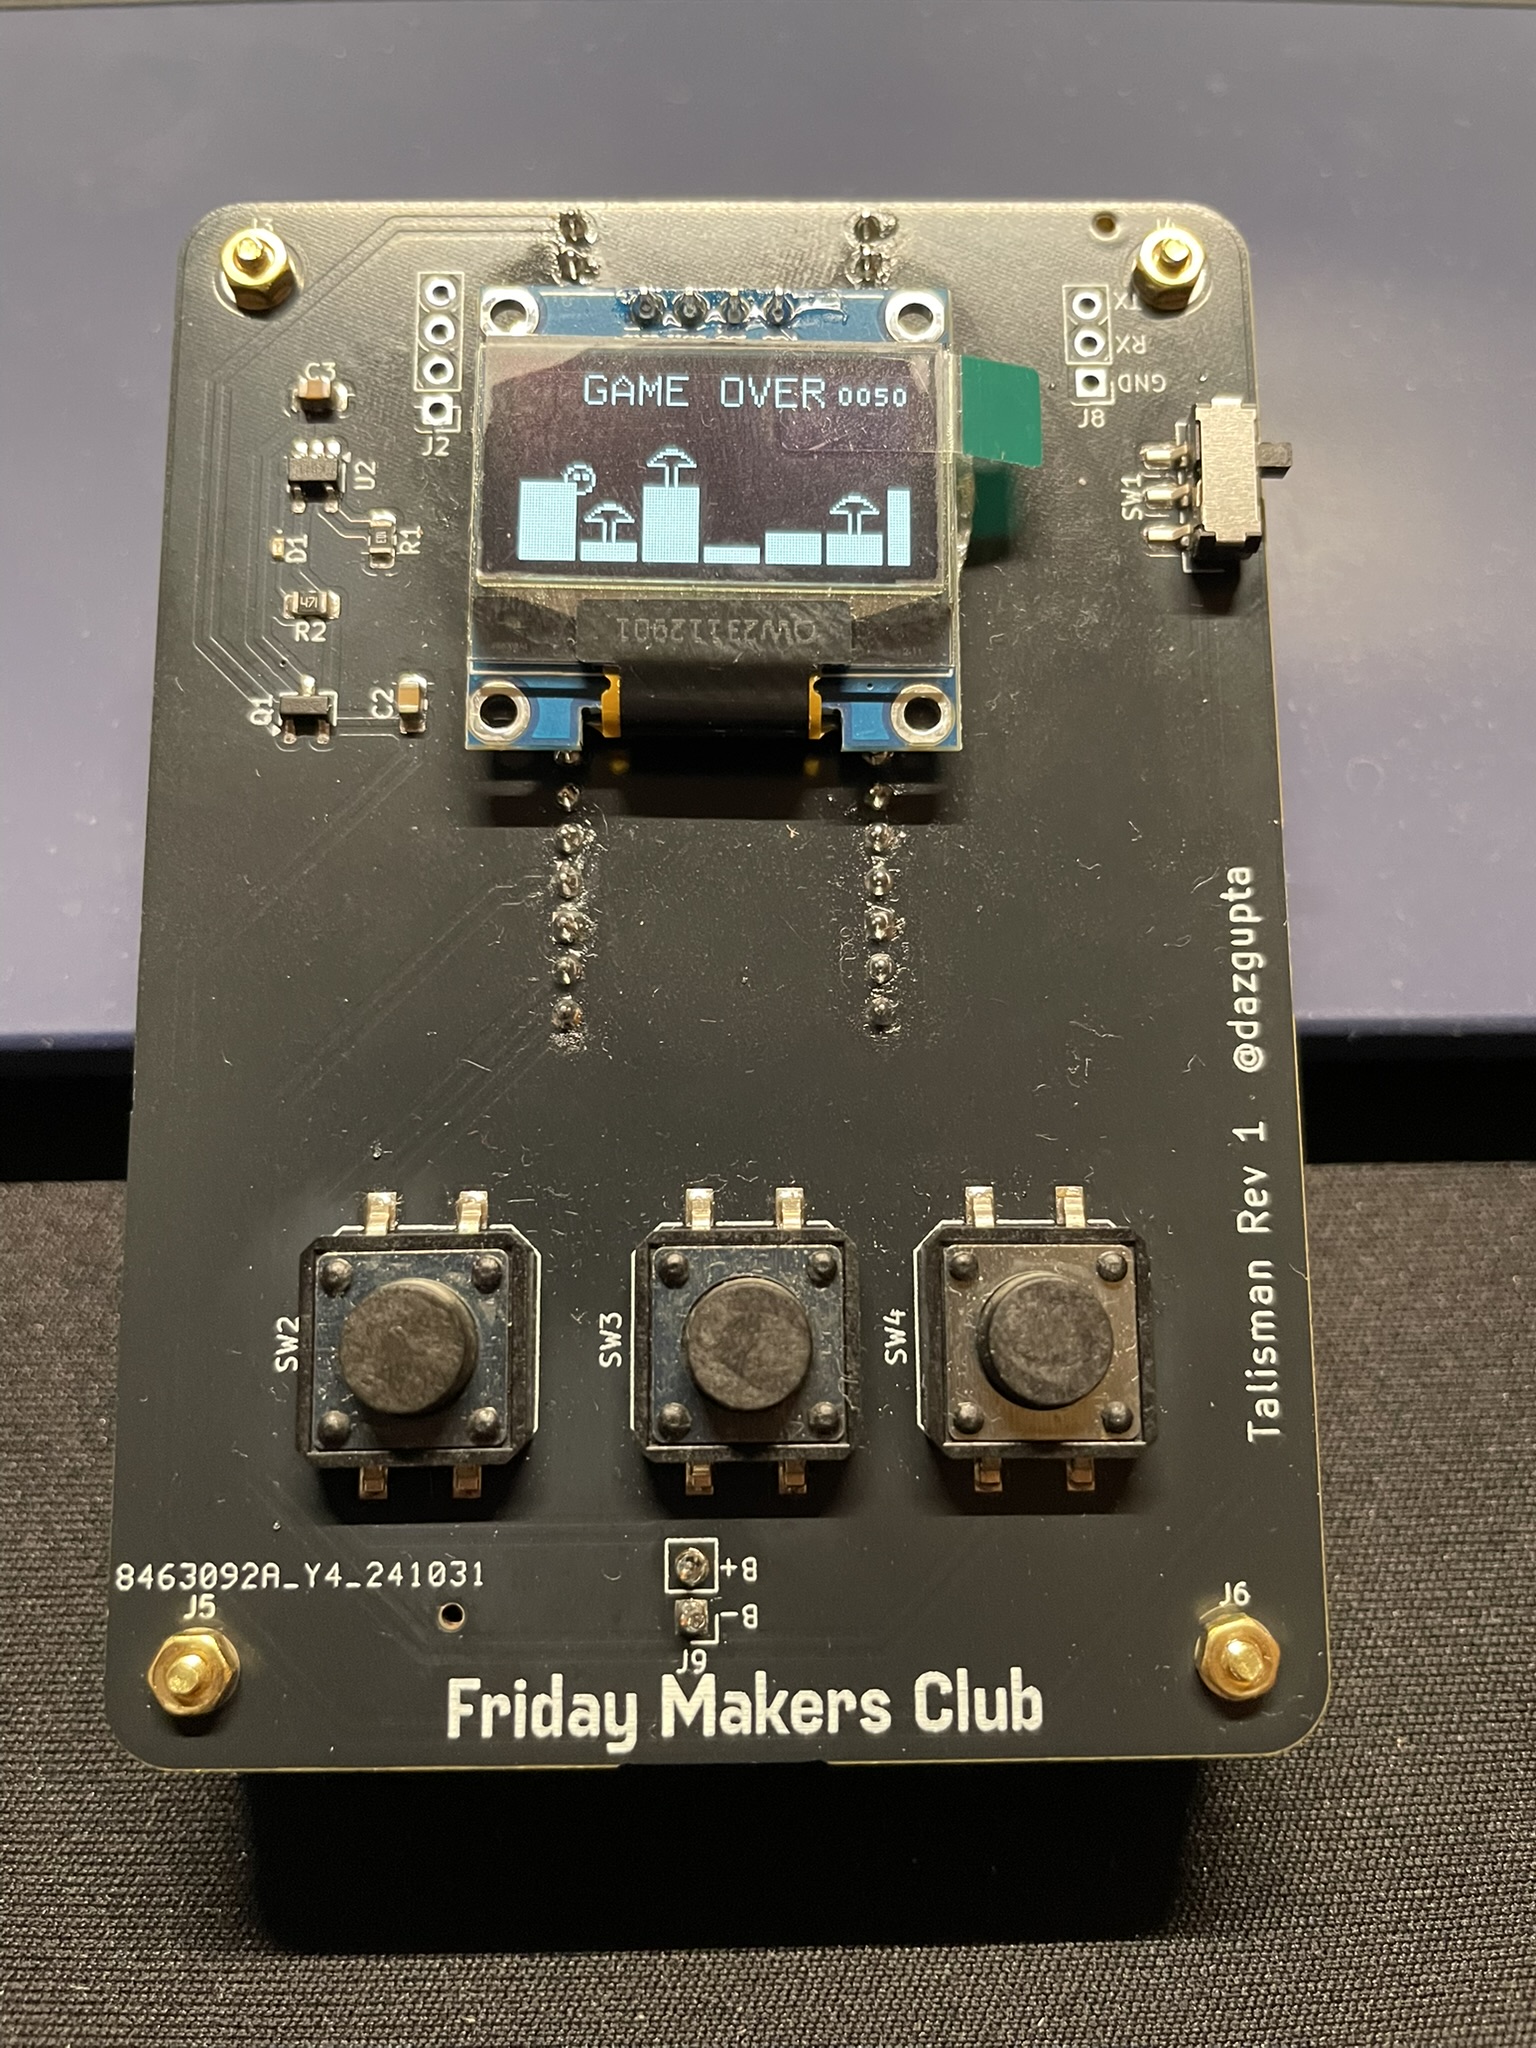 GAME OVER 0050
C3
J2
U2
D1
R1
R2
Q1
C2
TX
RX
GND
J8
SW1
QW23112901
Talisman Rev 1 @dazgupta
SW2
SW3
SW4
8463092A_Y4_241031
J5
B+
B-
J9
J6
Friday Makers Club